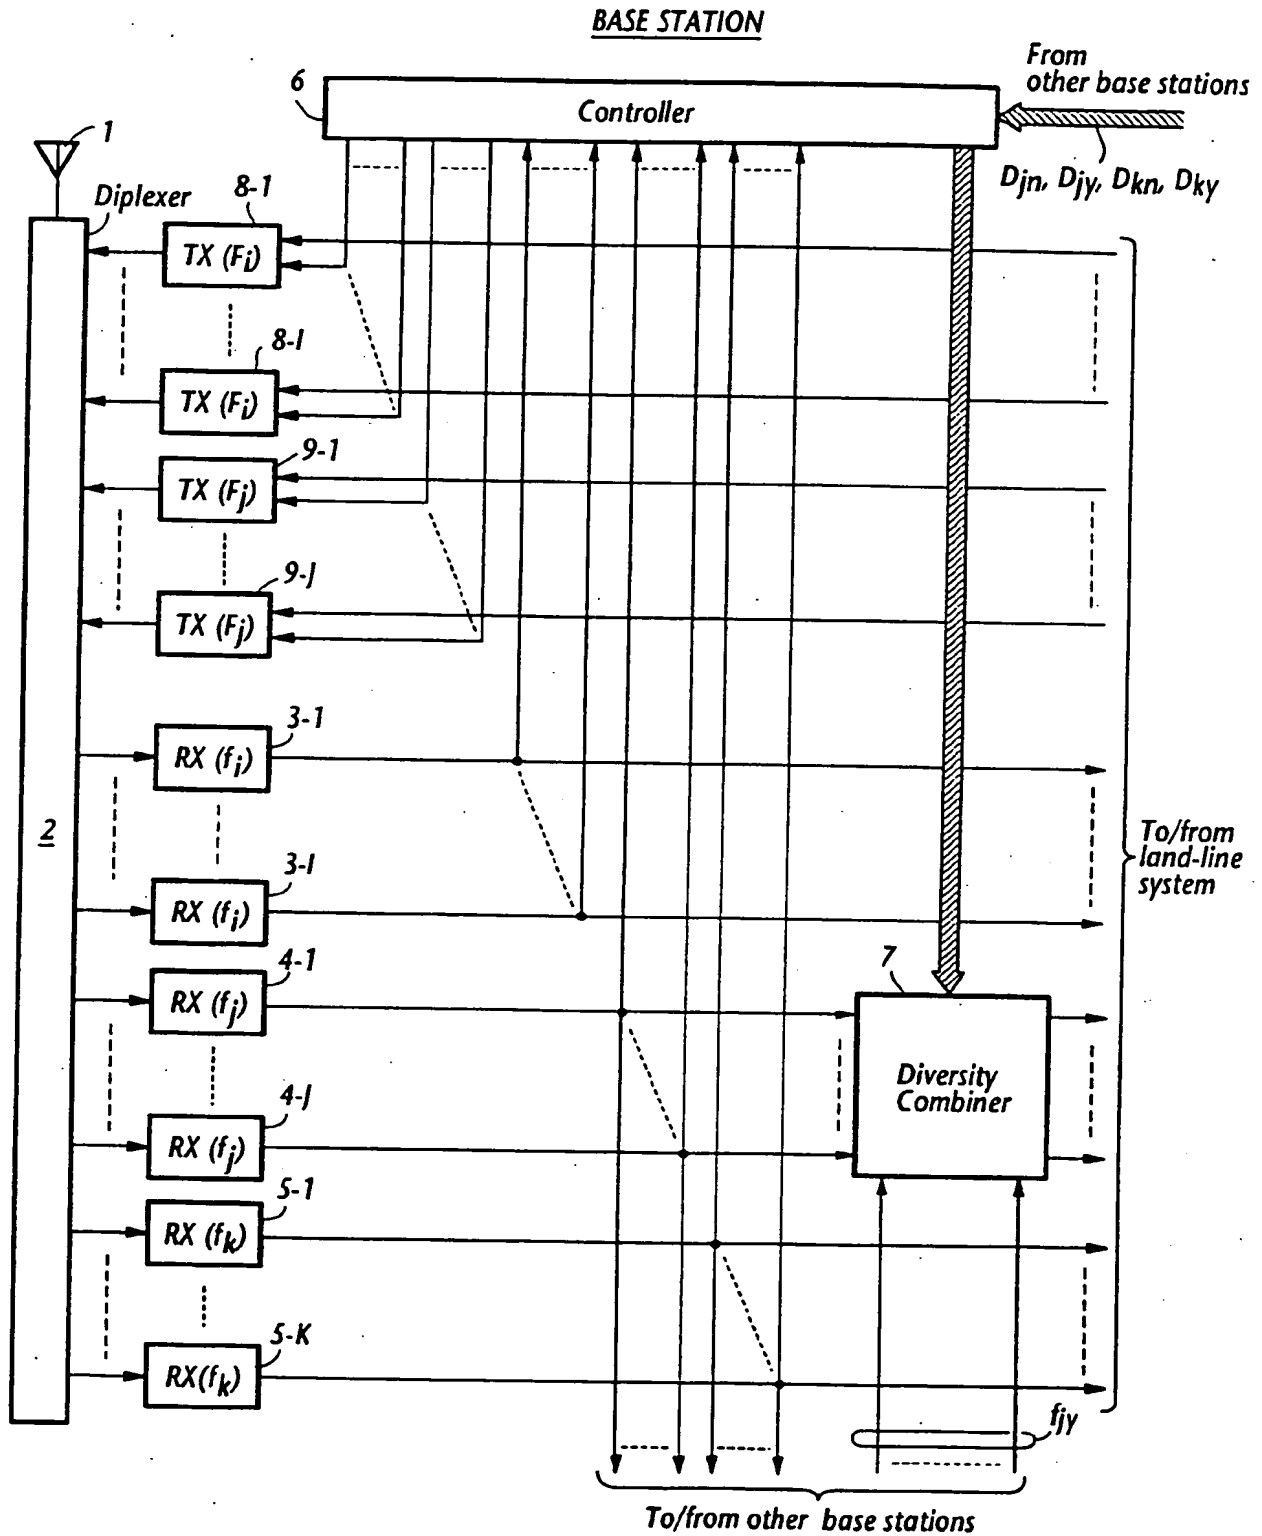 BASE STATION
From
other base stations
6
Controller
1
Djn, Djy, Dkn, Dky
Diplexer
8-1
TX (Fi)
8-I
TX (Fi)
9-1
TX (Fj)
9-J
TX (Fj)
3-1
RX (fi)
2
To/from
land-line
system
3-I
RX (fi)
7
4-1
RX (fj)
Diversity
Combiner
4-J
RX (fj)
5-1
RX (fk)
5-K
RX(fk)
fjy
To/from other base stations